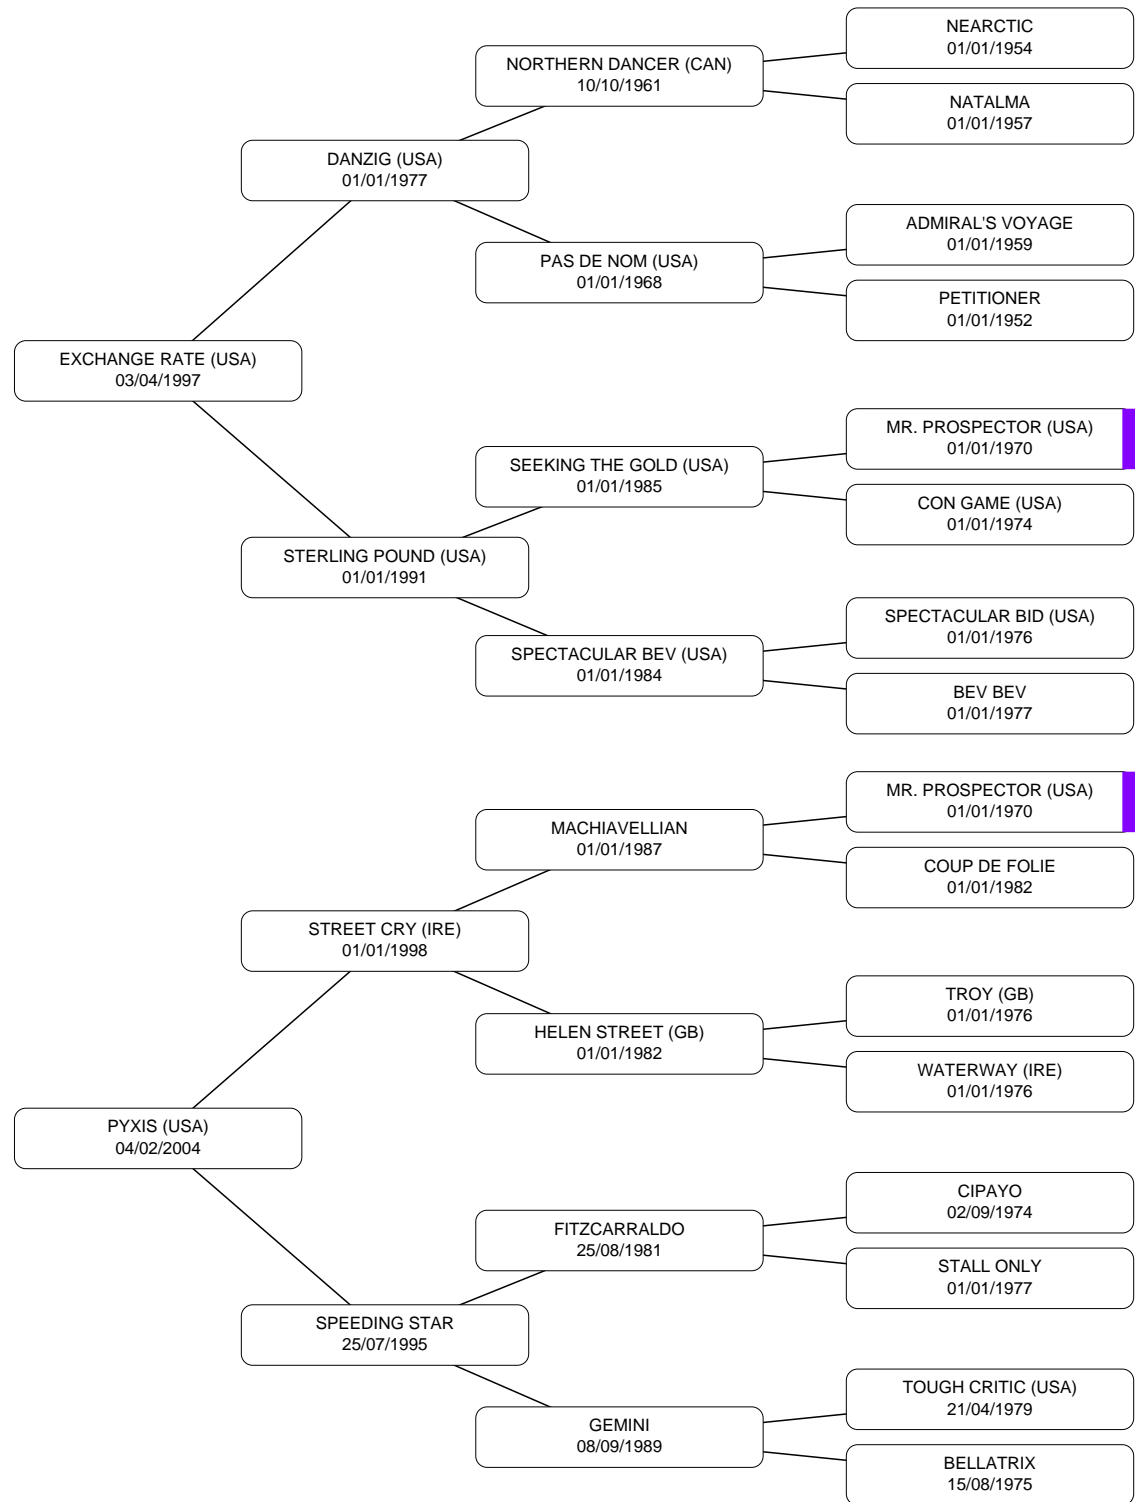 NEARCTIC
01/01/1954
NORTHERN DANCER (CAN)
10/10/1961
NATALMA
01/01/1957
DANZIG (USA)
01/01/1977
ADMIRAL'S VOYAGE
01/01/1959
PAS DE NOM (USA)
01/01/1968
PETITIONER
01/01/1952
EXCHANGE RATE (USA)
03/04/1997
MR. PROSPECTOR (USA)
01/01/1970
SEEKING THE GOLD (USA)
01/01/1985
CON GAME (USA)
01/01/1974
STERLING POUND (USA)
01/01/1991
SPECTACULAR BID (USA)
01/01/1976
SPECTACULAR BEV (USA)
01/01/1984
BEV BEV
01/01/1977
MR. PROSPECTOR (USA)
01/01/1970
MACHIAVELLIAN
01/01/1987
COUP DE FOLIE
01/01/1982
STREET CRY (IRE)
01/01/1998
TROY (GB)
01/01/1976
HELEN STREET (GB)
01/01/1982
WATERWAY (IRE)
01/01/1976
PYXIS (USA)
04/02/2004
CIPAYO
02/09/1974
FITZCARRALDO
25/08/1981
STALL ONLY
01/01/1977
SPEEDING STAR
25/07/1995
TOUGH CRITIC (USA)
21/04/1979
GEMINI
08/09/1989
BELLATRIX
15/08/1975